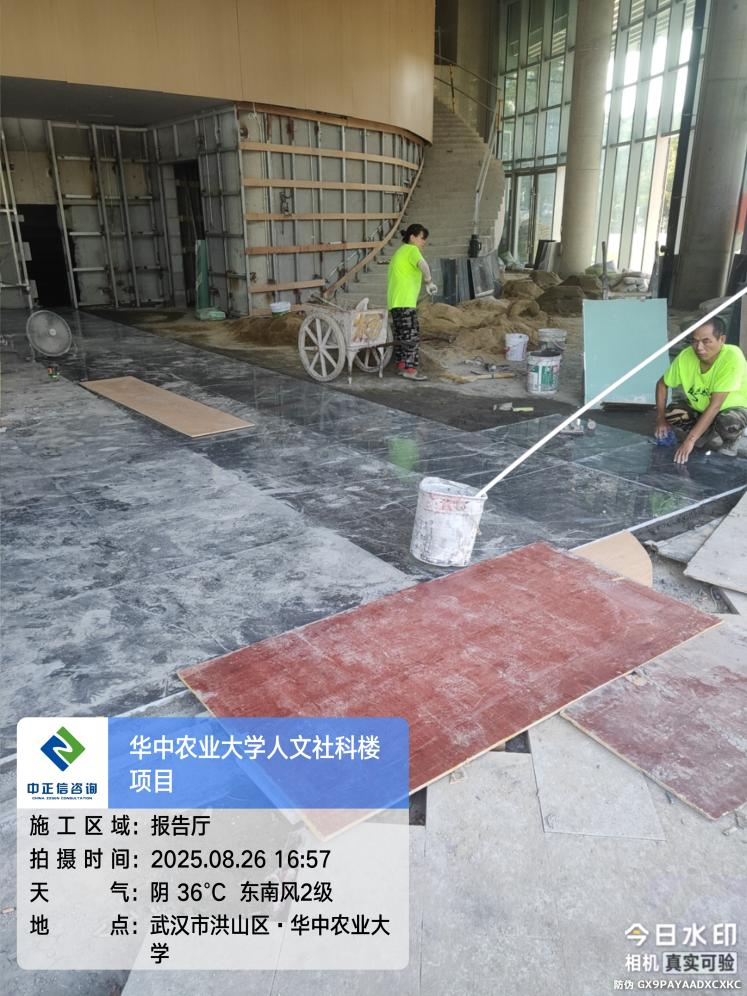 中正信咨询
CHINA ZOSEN CONSULTATION
华中农业大学人文社科楼
项目
施工区域：报告厅
拍摄时间：2025.08.26 16:57
天气：阴 36℃ 东南风2级
地点：武汉市洪山区·华中农业大
学
今日水印
相机 真实可验
防伪 GX9PAYAADXCXKC